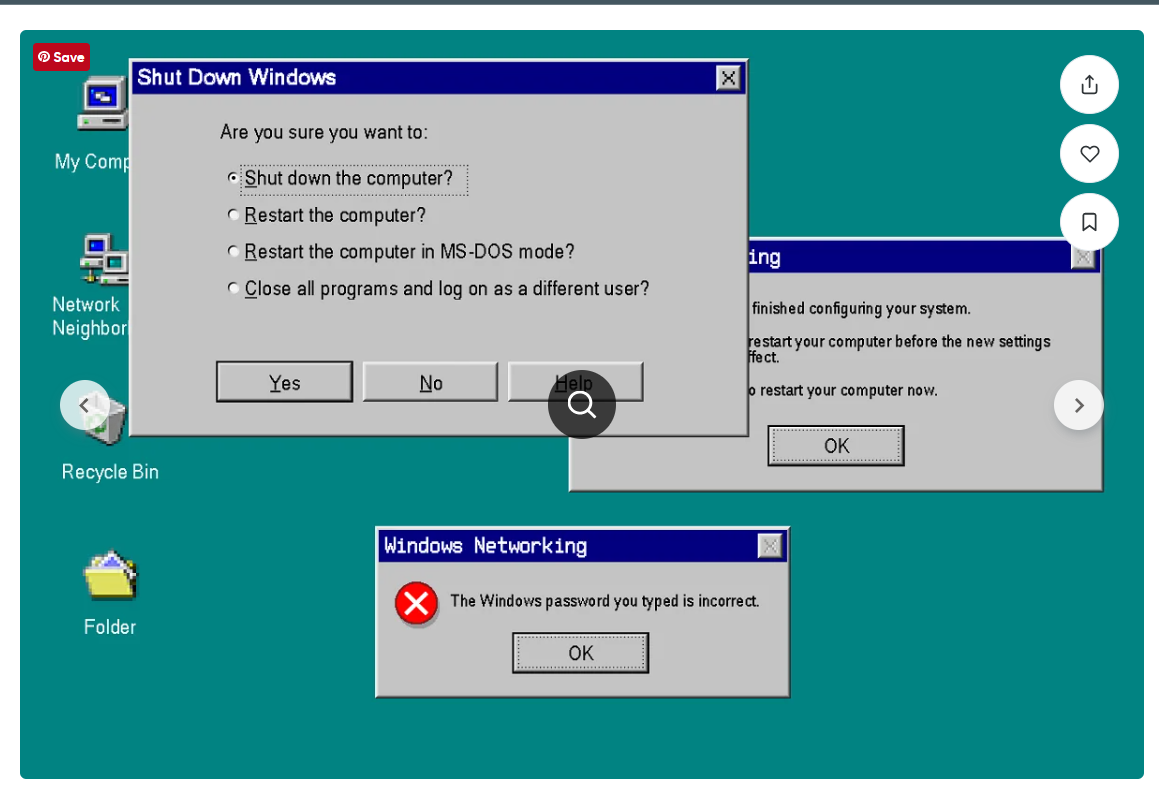 Save
Shut Down Windows
My Comp
Are you sure you want to:
Shut down the computer?
Restart the computer?
Restart the computer in MS-DOS mode?
Close all programs and log on as a different user?
Yes
No
Help
Network
Neighbor
Recycle Bin
Folder
ing
finished configuring your system.
restart your computer before the new settings
ffect.
o restart your computer now.
OK
Windows Networking
The Windows password you typed is incorrect.
OK